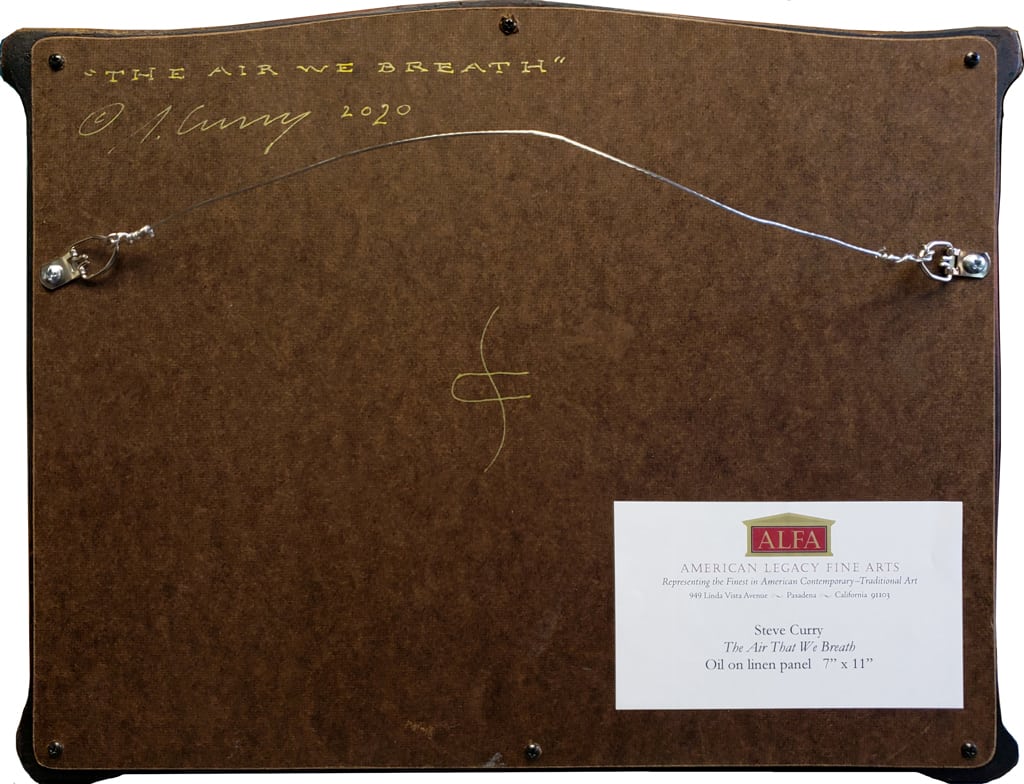 "THE AIR WE BREATH"
© S. Curry 2020
ALFA
AMERICAN LEGACY FINE ARTS
Representing the Finest in American Contemporary–Traditional Art
949 Linda Vista Avenue ~ Pasadena ~ California 91103
Steve Curry
The Air That We Breath
Oil on linen panel 7” x 11”